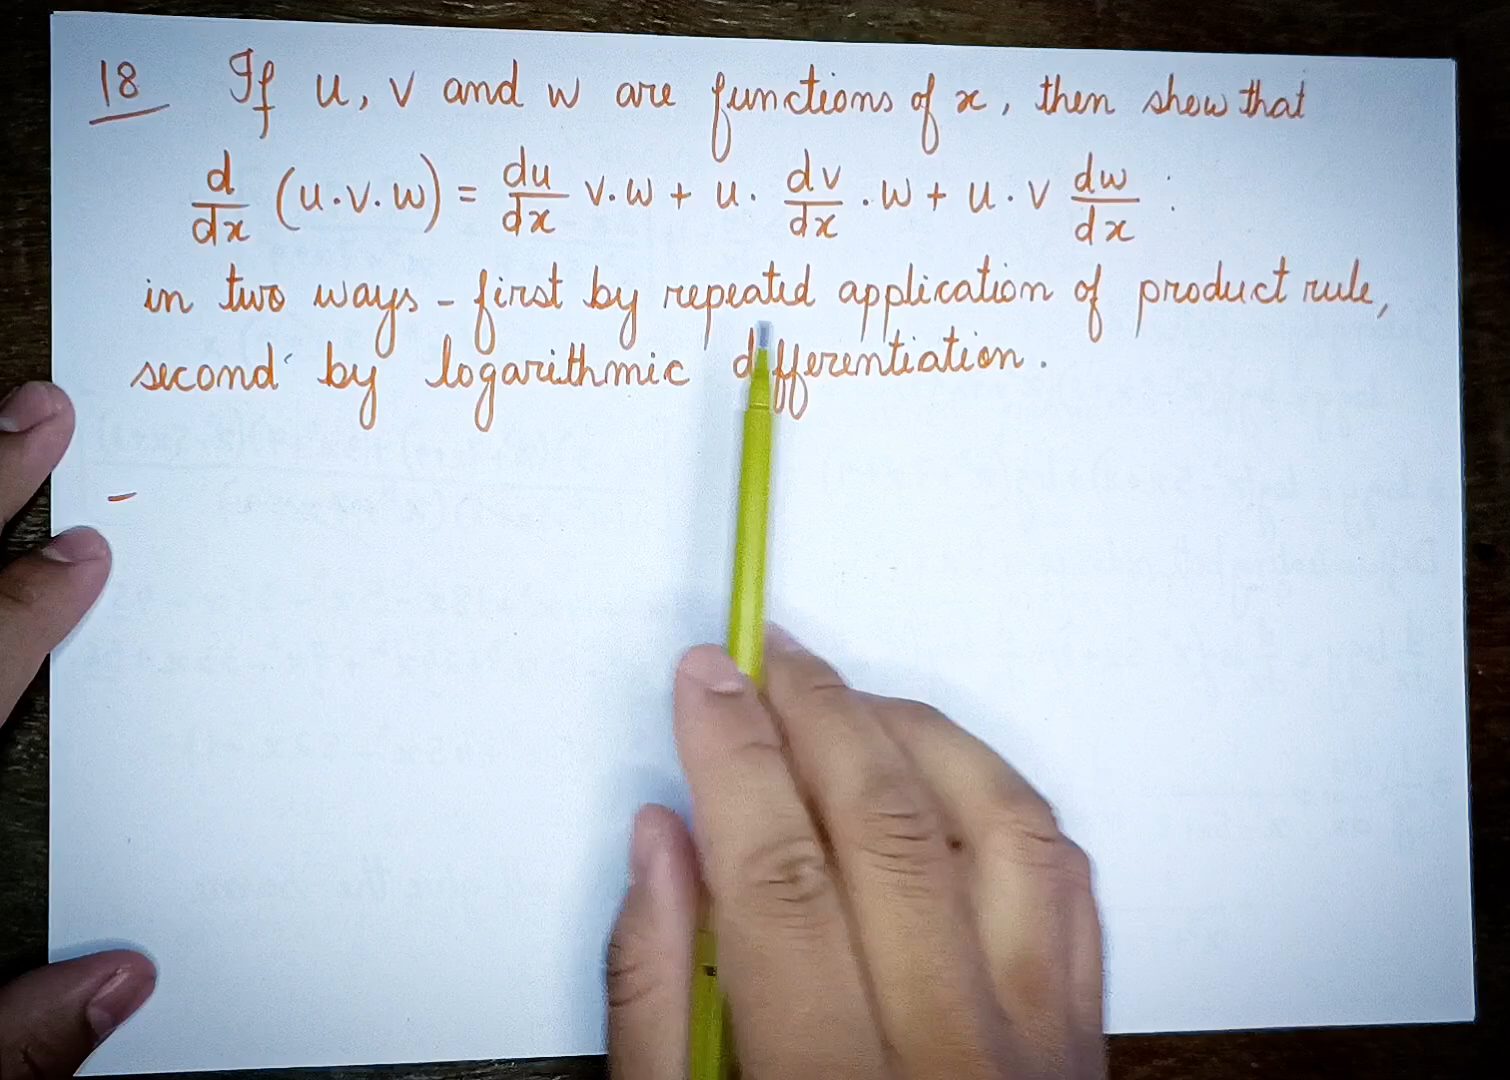 18 If u, v and w are functions of x, then show that
d/dx (u.v.w) = du/dx v.w + u. dv/dx .w + u.v dw/dx :
in two ways - first by repeated application of product rule,
second by logarithmic differentiation.
-